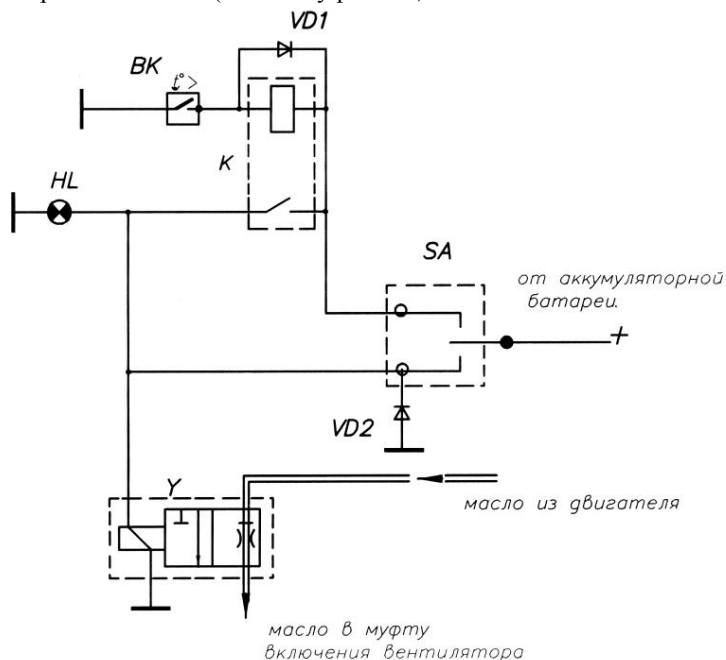 VD1
BK
t°>
K
HL
SA
от аккумуляторной
батареи.
+
VD2
Y
масло из двигателя
масло в муфту
включения вентилятора